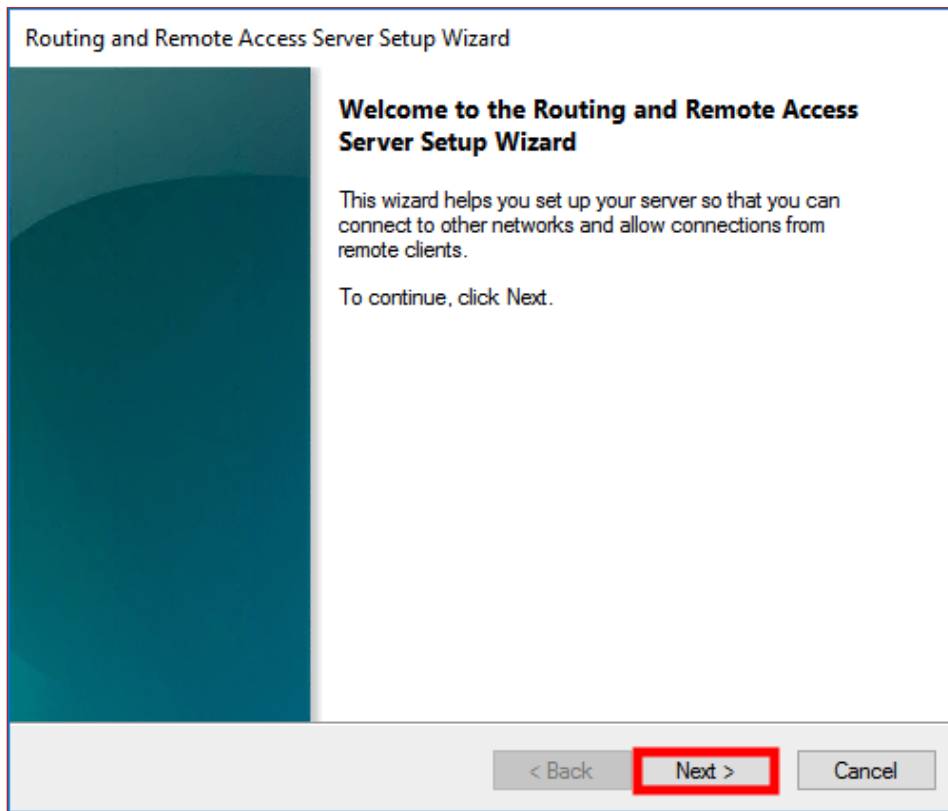 Routing and Remote Access Server Setup Wizard
Welcome to the Routing and Remote Access
Server Setup Wizard
This wizard helps you set up your server so that you can
connect to other networks and allow connections from
remote clients.
To continue, click Next.
< Back
Next >
Cancel